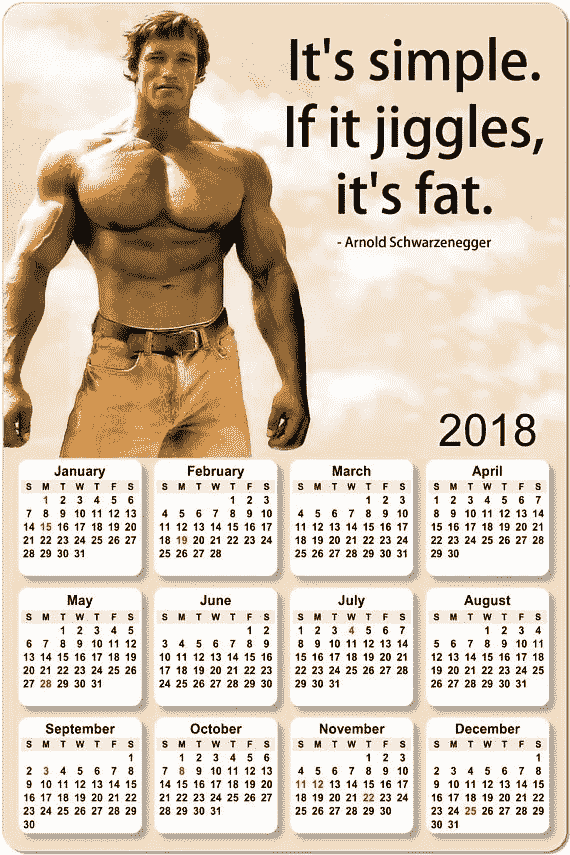 It's simple.
If it jiggles,
it's fat.
- Arnold Schwarzenegger
2018
January February March April
S M T W T F S S M T W T F S S M T W T F S S M T W T F S
1 2 3 4 5 6 1 2 3 1 2 3 1 2 3 4 5 6 7
7 8 9 10 11 12 13 4 5 6 7 8 9 10 4 5 6 7 8 9 10 8 9 10 11 12 13 14
14 15 16 17 18 19 20 11 12 13 14 15 16 17 11 12 13 14 15 16 17 15 16 17 18 19 20 21
21 22 23 24 25 26 27 18 19 20 21 22 23 24 18 19 20 21 22 23 24 22 23 24 25 26 27 28
28 29 30 31 25 26 27 28 25 26 27 28 29 30 31 29 30
May June July August
S M T W T F S S M T W T F S S M T W T F S S M T W T F S
1 2 3 4 5 1 2 1 2 3 4 5 6 7 1 2 3 4
6 7 8 9 10 11 12 3 4 5 6 7 8 9 8 9 10 11 12 13 14 5 6 7 8 9 10 11
13 14 15 16 17 18 19 10 11 12 13 14 15 16 15 16 17 18 19 20 21 12 13 14 15 16 17 18
20 21 22 23 24 25 26 17 18 19 20 21 22 23 22 23 24 25 26 27 28 19 20 21 22 23 24 25
27 28 29 30 31 24 25 26 27 28 29 30 29 30 31 26 27 28 29 30 31
September October November December
S M T W T F S S M T W T F S S M T W T F S S M T W T F S
1 1 2 3 4 5 6 1 2 3 1
2 3 4 5 6 7 8 7 8 9 10 11 12 13 4 5 6 7 8 9 10 2 3 4 5 6 7 8
9 10 11 12 13 14 15 14 15 16 17 18 19 20 11 12 13 14 15 16 17 9 10 11 12 13 14 15
16 17 18 19 20 21 22 21 22 23 24 25 26 27 18 19 20 21 22 23 24 16 17 18 19 20 21 22
23 24 25 26 27 28 29 28 29 30 31 25 26 27 28 29 30 23 24 25 26 27 28 29
30 30 31